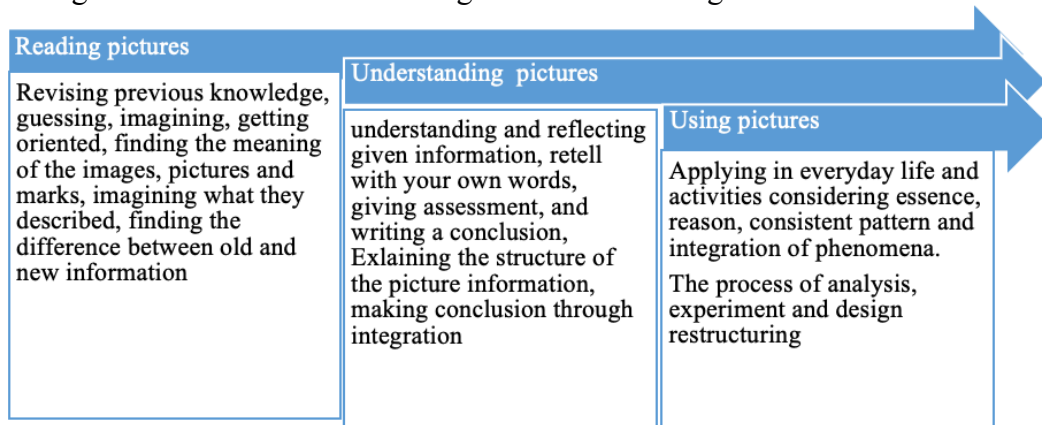 Reading pictures
Revising previous knowledge,
guessing, imagining, getting
oriented, finding the meaning
of the images, pictures and
marks, imagining what they
described, finding the
difference between old and
new information
Understanding pictures
understanding and reflecting
given information, retell
with your own words,
giving assessment, and
writing a conclusion,
Exlaining the structure of
the picture information,
making conclusion through
integration
Using pictures
Applying in everyday life and
activities considering essence,
reason, consistent pattern and
integration of phenomena.
The process of analysis,
experiment and design
restructuring